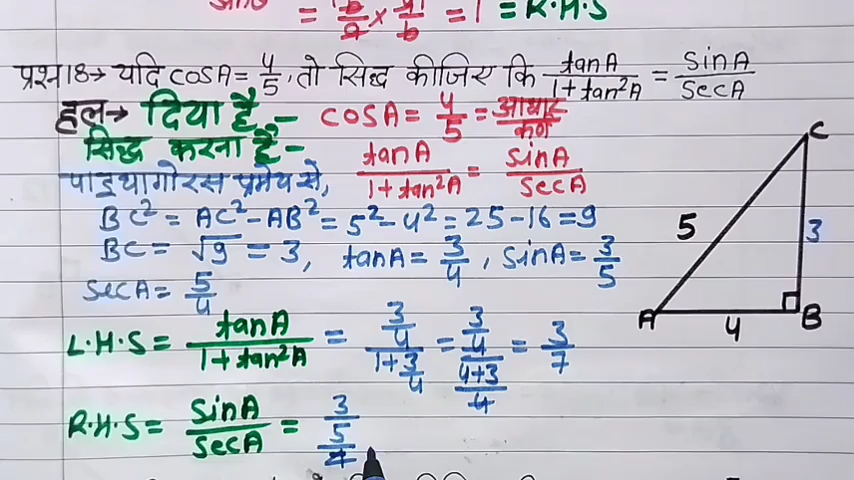 = b/a × a/b = 1 = R.H.S
प्रश्न 18→ यदि cosA = 4/5, तो सिद्ध कीजिए कि tanA/1+tan²A = sinA/secA
हल→ दिया है,- cosA = 4/5 = आधार/कर्ण
सिद्ध करना है- tanA/1+tan²A = sinA/secA
पाइथागोरस प्रमेय से,
BC² = AC²-AB² = 5²-4² = 25-16 = 9
BC = √9 = 3, tanA = 3/4, sinA = 3/5
secA = 5/4
L.H.S = tanA/1+tan²A = 3/4/1+3/4 = 3/4/4+3/4 = 3/7
R.H.S = sinA/secA = 3/5/4
C
5
3
A
4
B